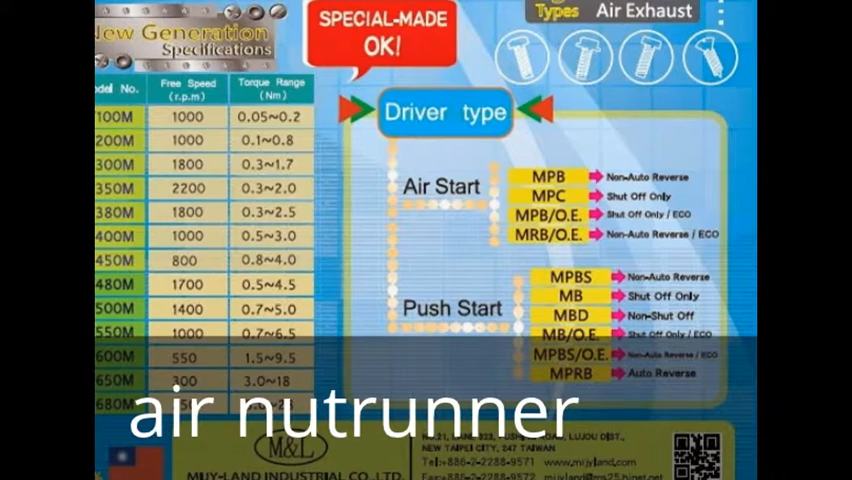 SPECIAL-MADE
OK!
Types Air Exhaust
New Generation
Specifications
Model No. Free Speed (r.p.m) Torque Range (Nm)
100M 1000 0.05~0.2
200M 1000 0.1~0.8
300M 1800 0.3~1.7
350M 2200 0.3~2.0
380M 1800 0.3~2.5
400M 1000 0.5~3.0
450M 800 0.8~4.0
480M 1700 0.5~4.5
500M 1400 0.7~5.0
550M 1000 0.7~6.5
600M 550 1.5~9.5
650M 300 3.0~18
680M
Driver type
Air Start
MPB Non-Auto Reverse
MPC Shut Off Only
MPB/O.E. Shut Off Only / ECO
MRB/O.E. Non-Auto Reverse / ECO
Push Start
MPBS Non-Auto Reverse
MB Shut Off Only
MBD Non-Shut Off
MB/O.E. Shut Off Only / ECO
MPBS/O.E. Non-Auto Reverse / ECO
MPRB Auto Reverse
air nutrunner
M&L
MIJY-LAND INDUSTRIAL CO.,LTD.
LUJOU DIST.,
NEW TAIPEI CITY, 247 TAIWAN
Tel:+886-2-2288-9571 www.mijyland.com